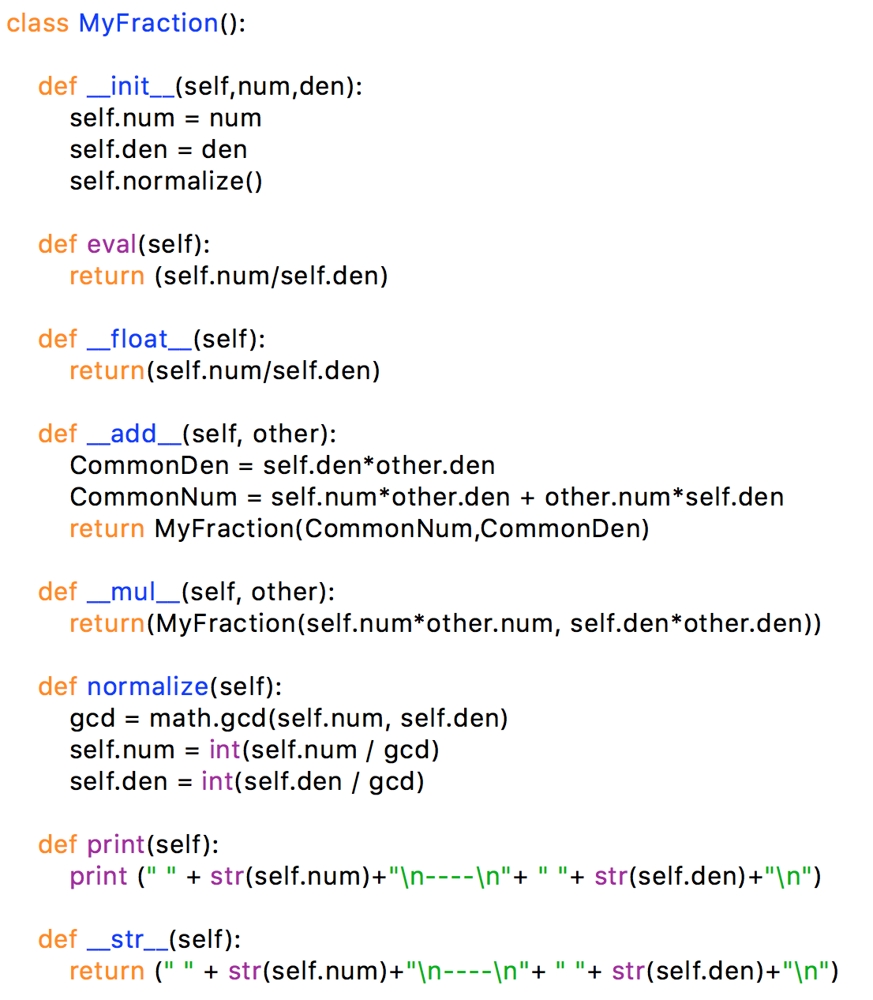 class MyFraction():
def __init__(self,num,den):
self.num = num
self.den = den
self.normalize()
def eval(self):
return (self.num/self.den)
def __float__(self):
return(self.num/self.den)
def __add__(self, other):
CommonDen = self.den*other.den
CommonNum = self.num*other.den + other.num*self.den
return MyFraction(CommonNum,CommonDen)
def __mul__(self, other):
return(MyFraction(self.num*other.num, self.den*other.den))
def normalize(self):
gcd = math.gcd(self.num, self.den)
self.num = int(self.num / gcd)
self.den = int(self.den / gcd)
def print(self):
print (" " + str(self.num)+"\n----\n"+ " "+ str(self.den)+"\n")
def __str__(self):
return (" " + str(self.num)+"\n----\n"+ " "+ str(self.den)+"\n")